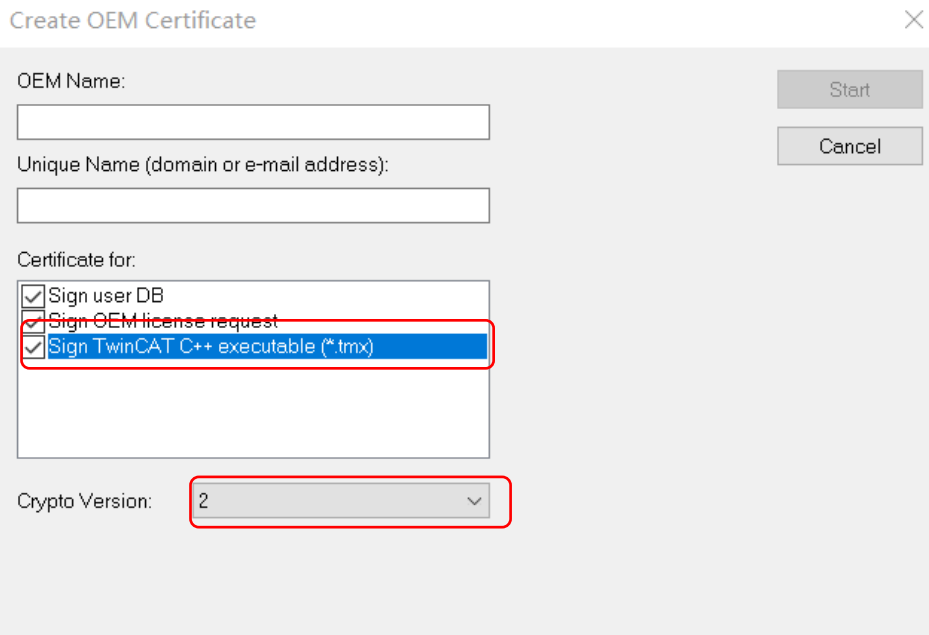 Create OEM Certificate
OEM Name:
Start
Cancel
Unique Name (domain or e-mail address):
Certificate for:
Sign user DB
Sign OEM license request
Sign TwinCAT C++ executable (*.tmx)
Crypto Version:
2